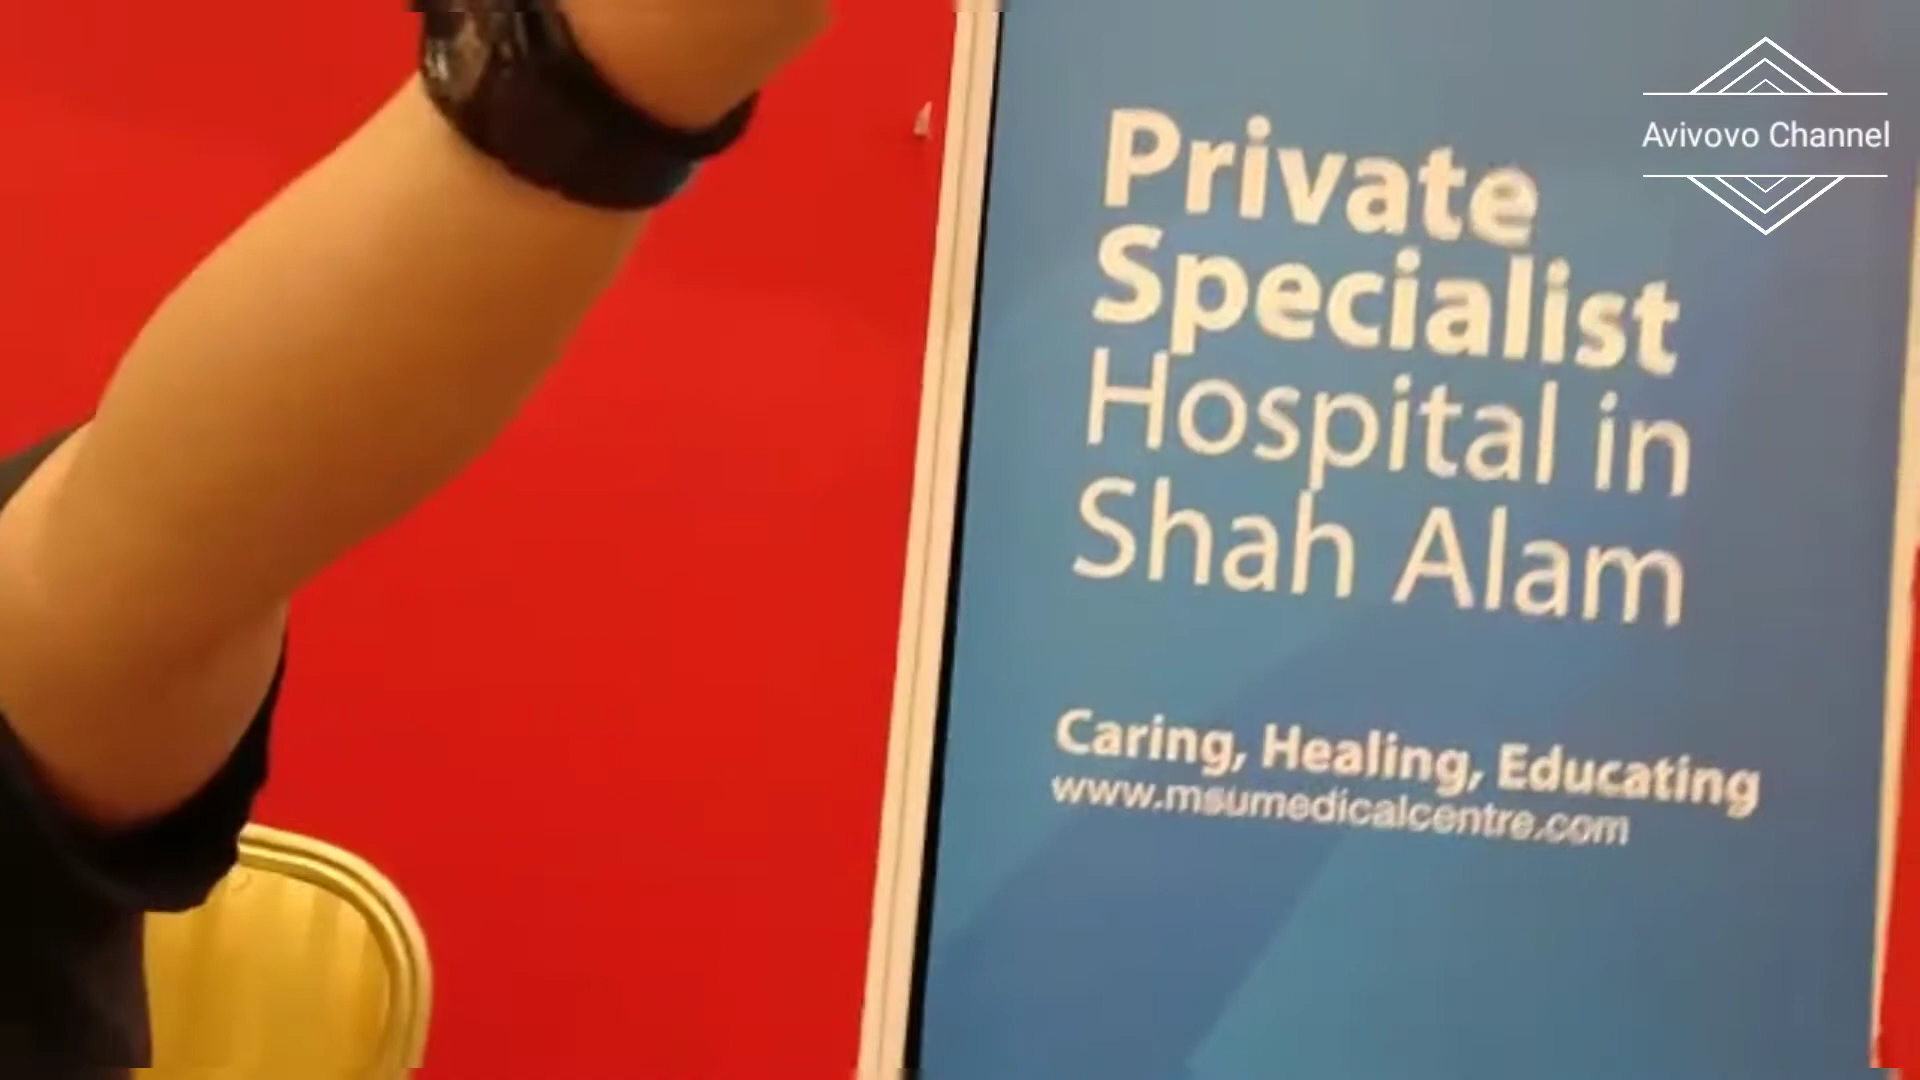 Private
Specialist
Hospital in
Shah Alam
Caring, Healing, Educating
www.msumedicalcentre.com
Avivovo Channel